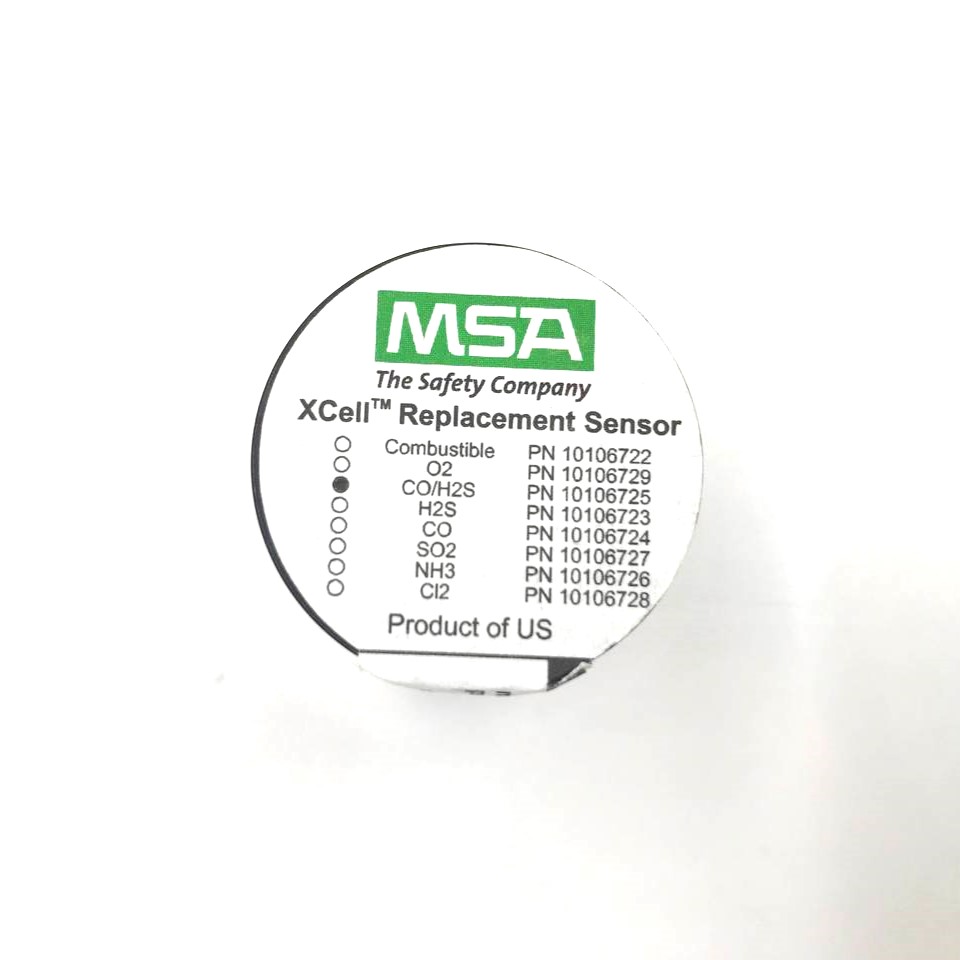 MSA
The Safety Company
XCell™ Replacement Sensor
○ Combustible PN 10106722
○ O2 PN 10106729
● CO/H2S PN 10106725
○ H2S PN 10106723
○ CO PN 10106724
○ SO2 PN 10106727
○ NH3 PN 10106726
○ Cl2 PN 10106728
Product of US